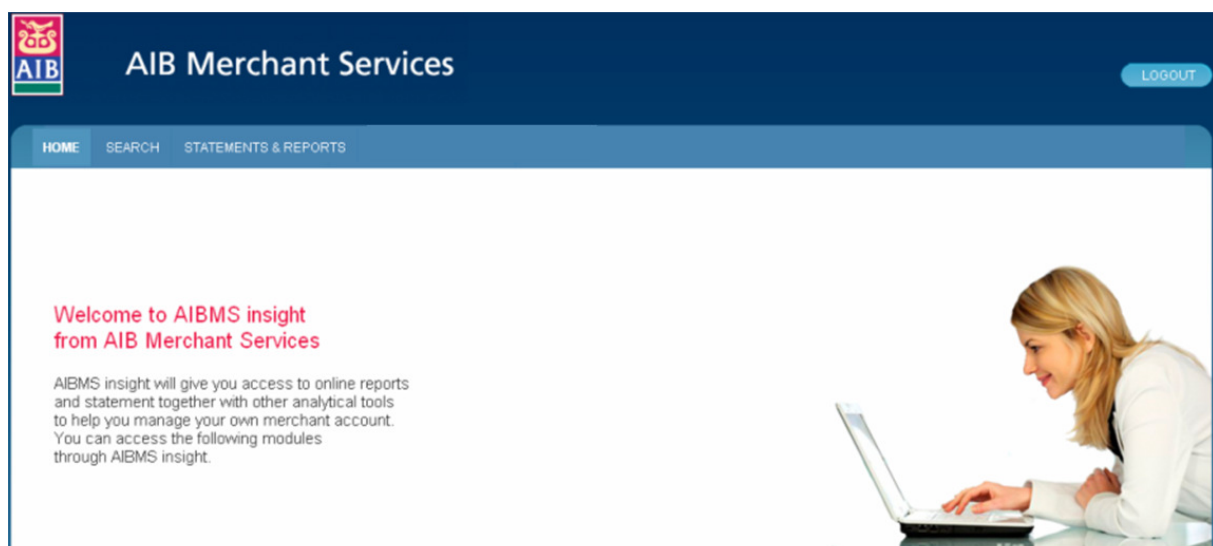 AIB
AIB Merchant Services
LOGOUT
HOME SEARCH STATEMENTS & REPORTS
Welcome to AIBMS insight
from AIB Merchant Services
AIBMS insight will give you access to online reports
and statement together with other analytical tools
to help you manage your own merchant account.
You can access the following modules
through AIBMS insight.